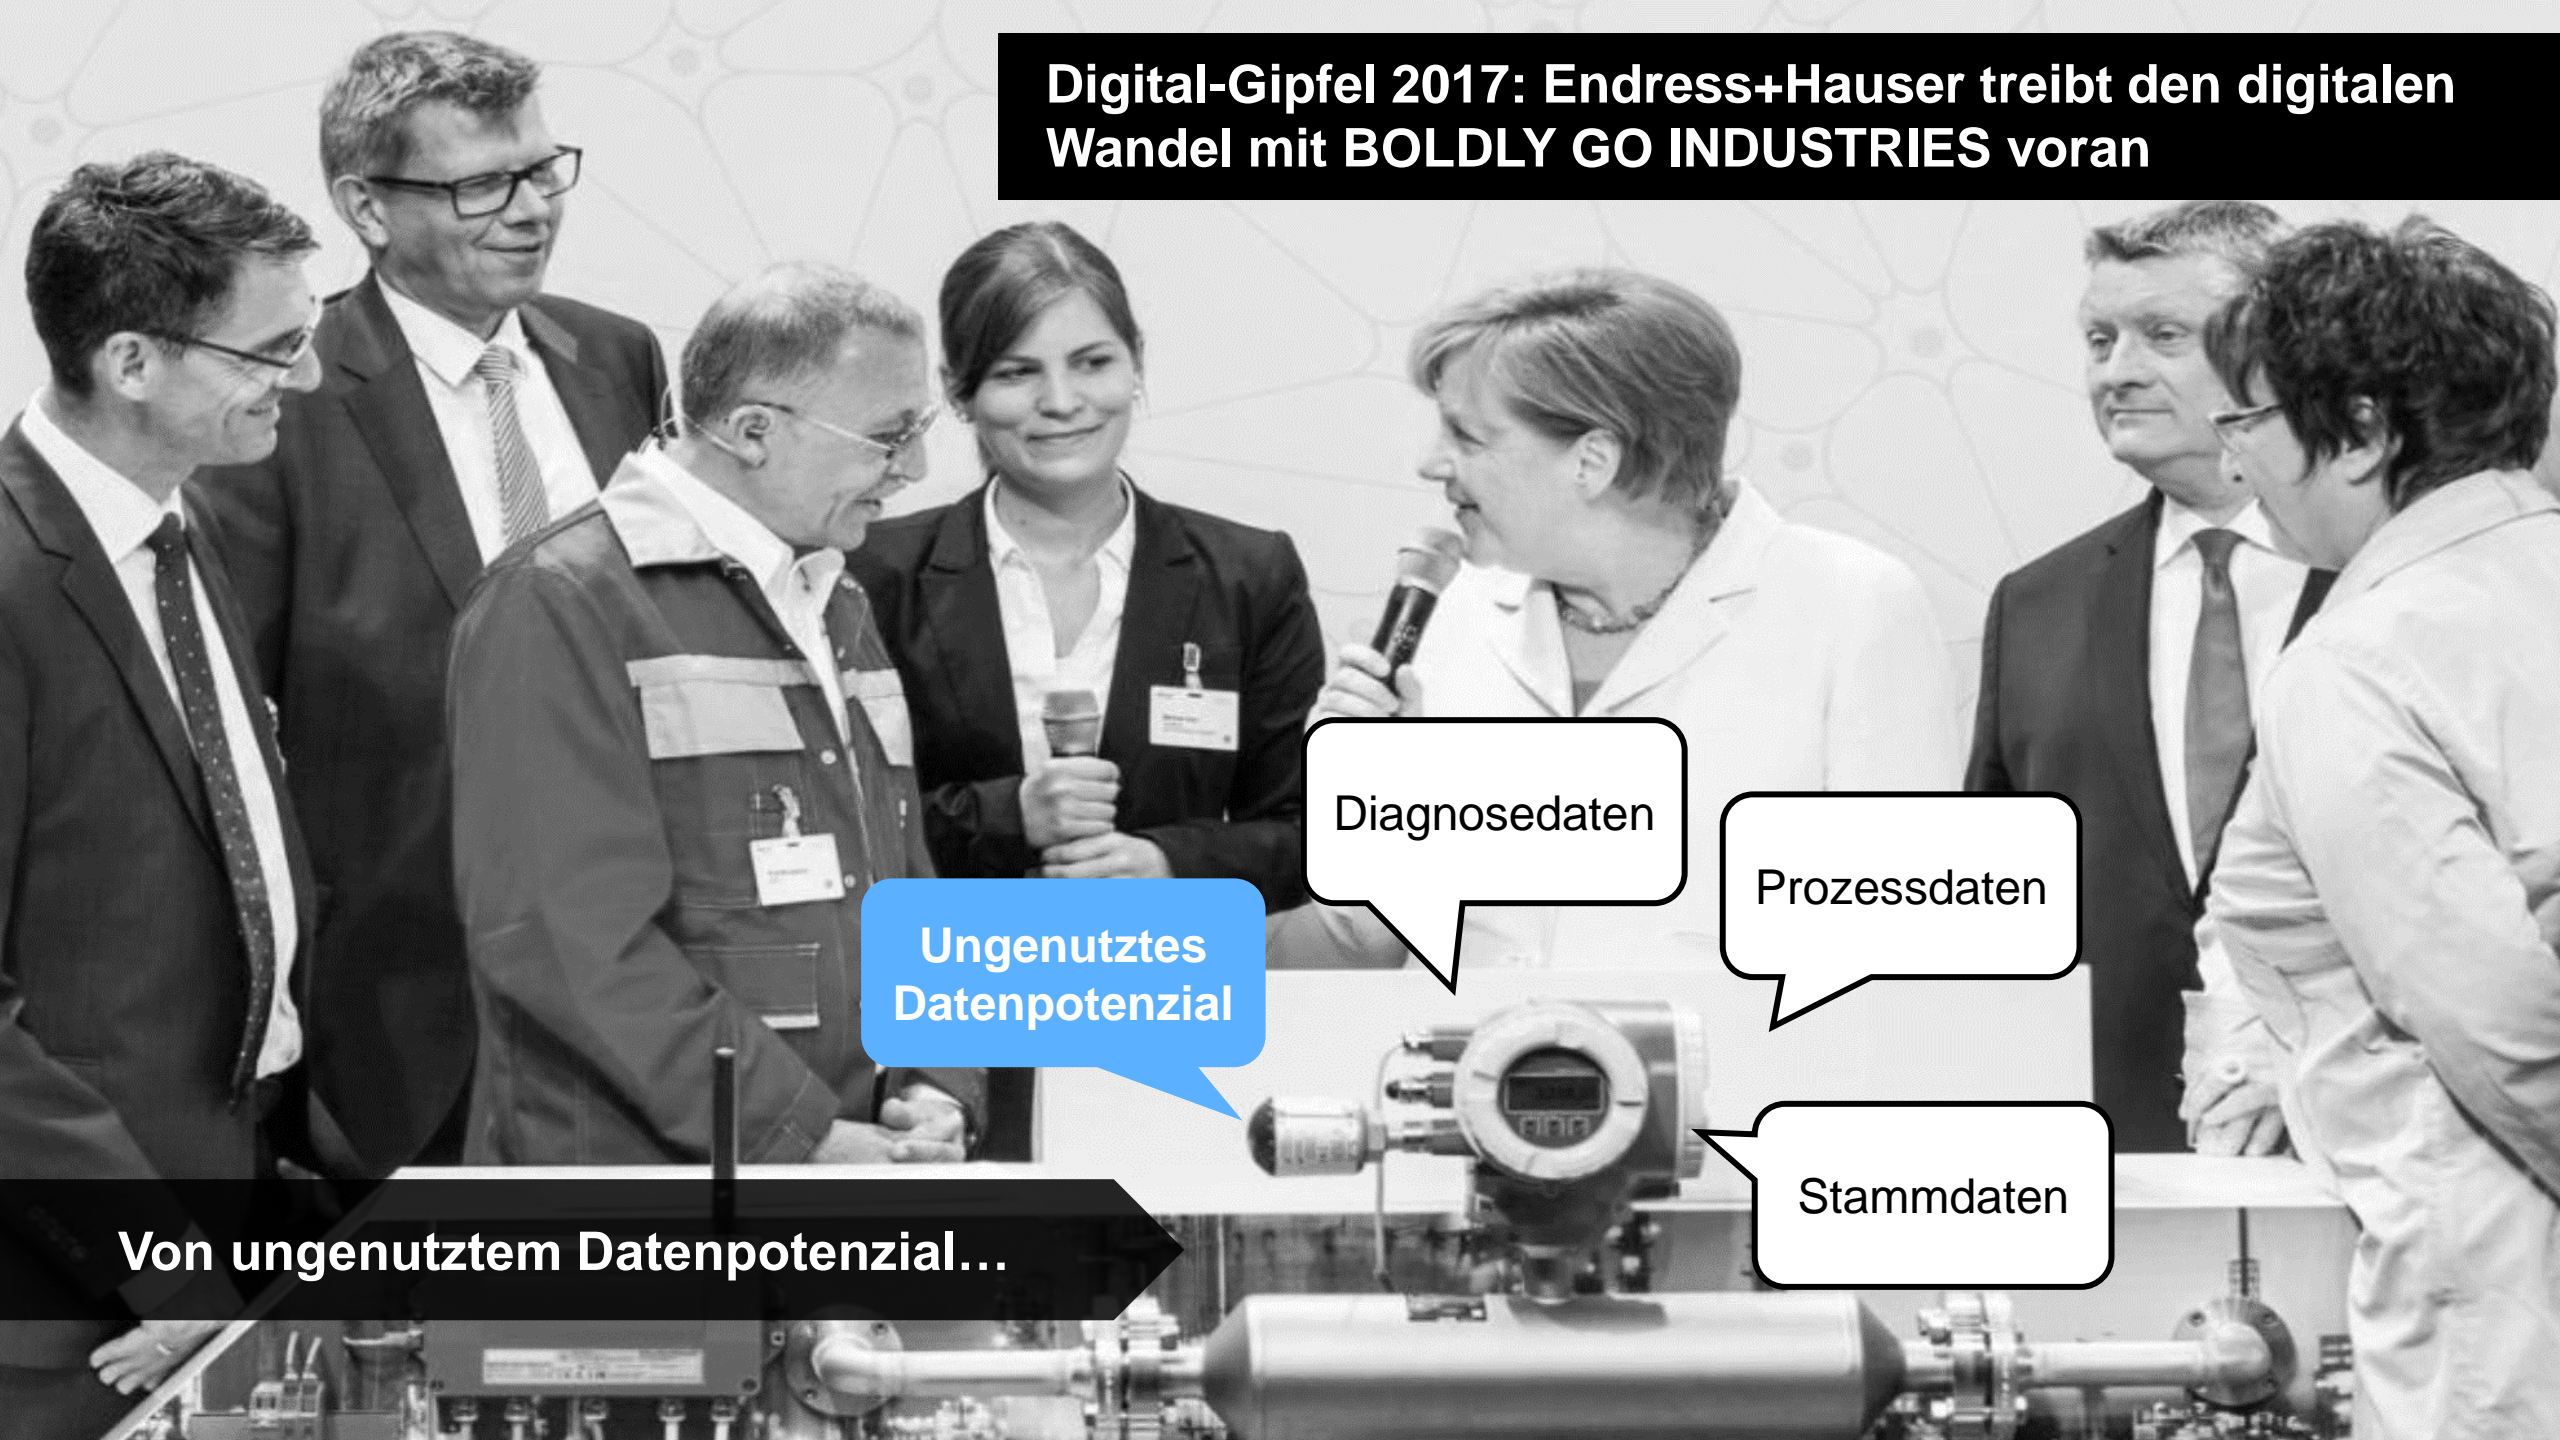 Digital-Gipfel 2017: Endress+Hauser treibt den digitalen
Wandel mit BOLDLY GO INDUSTRIES voran
Diagnosedaten
Prozessdaten
Ungenutztes
Datenpotenzial
Stammdaten
Von ungenutztem Datenpotenzial…